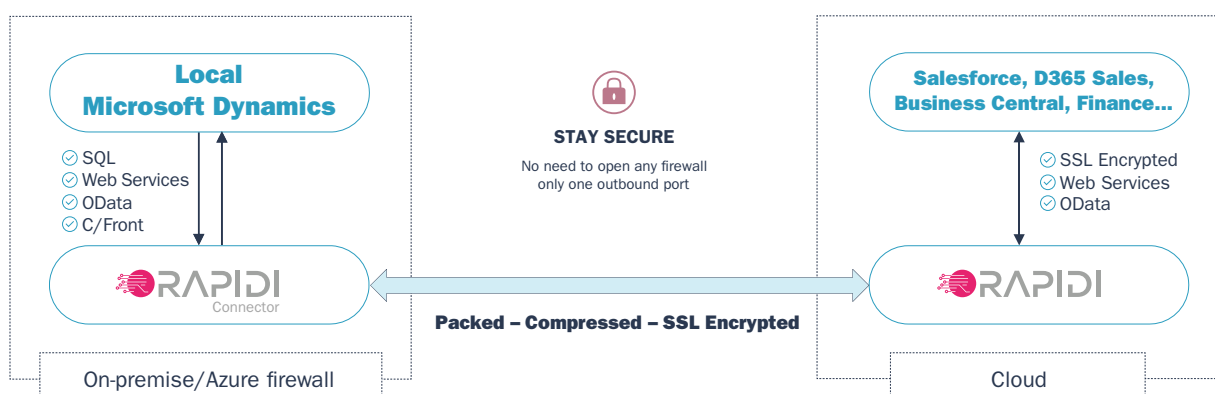 Local
Microsoft Dynamics
SQL
Web Services
OData
C/Front
RAPIDI
Connector
On-premise/Azure firewall
STAY SECURE
No need to open any firewall
only one outbound port
Packed – Compressed – SSL Encrypted
Salesforce, D365 Sales,
Business Central, Finance...
SSL Encrypted
Web Services
OData
RAPIDI
Cloud